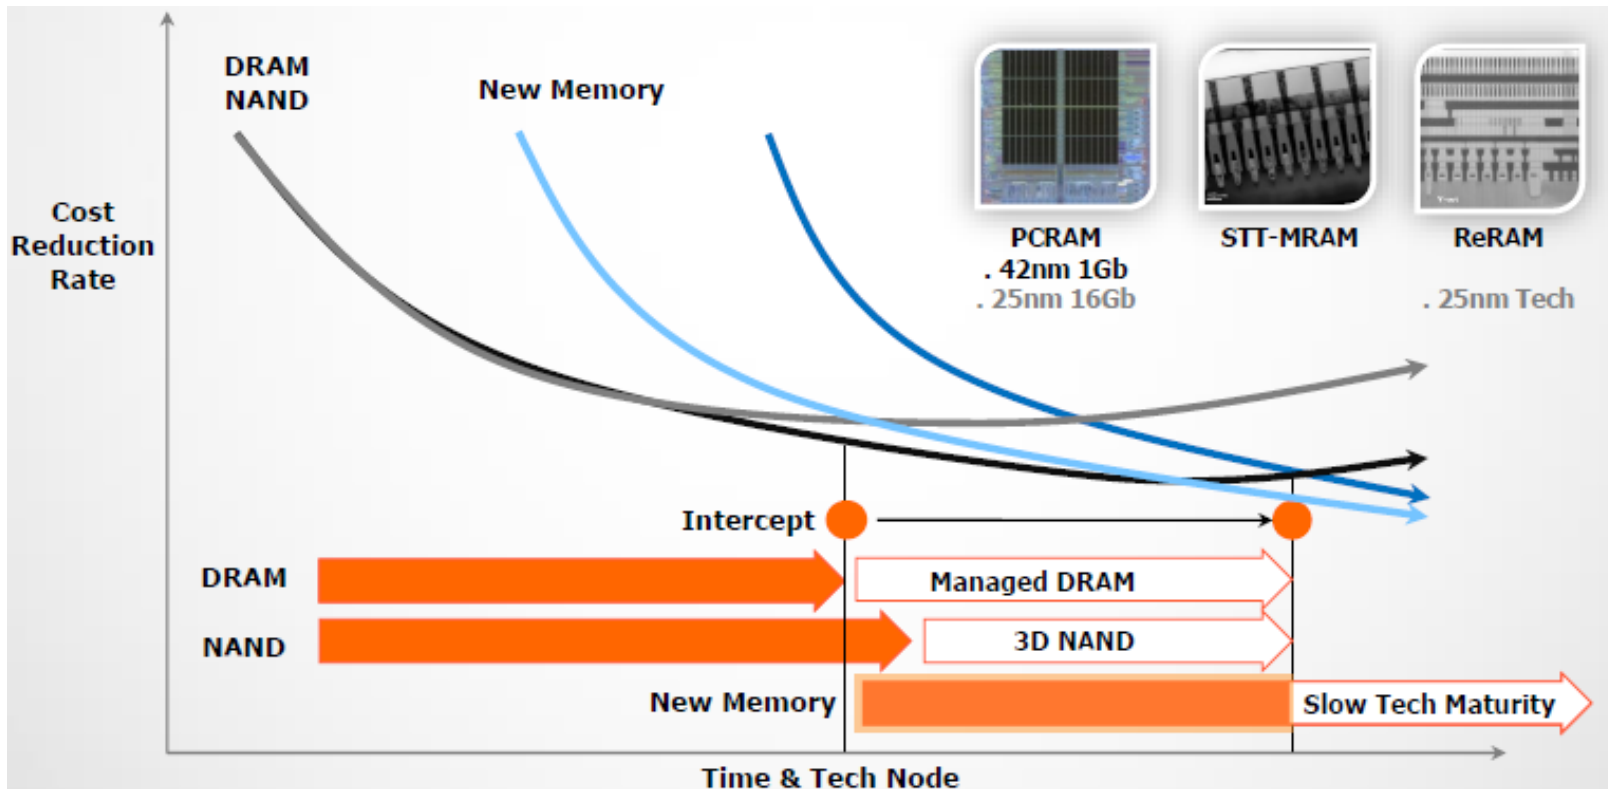 DRAM
NAND
New Memory
Cost
Reduction
Rate
PCRAM
. 42nm 1Gb
. 25nm 16Gb
STT-MRAM
ReRAM
. 25nm Tech
Intercept
DRAM
Managed DRAM
NAND
3D NAND
New Memory
Slow Tech Maturity
Time & Tech Node